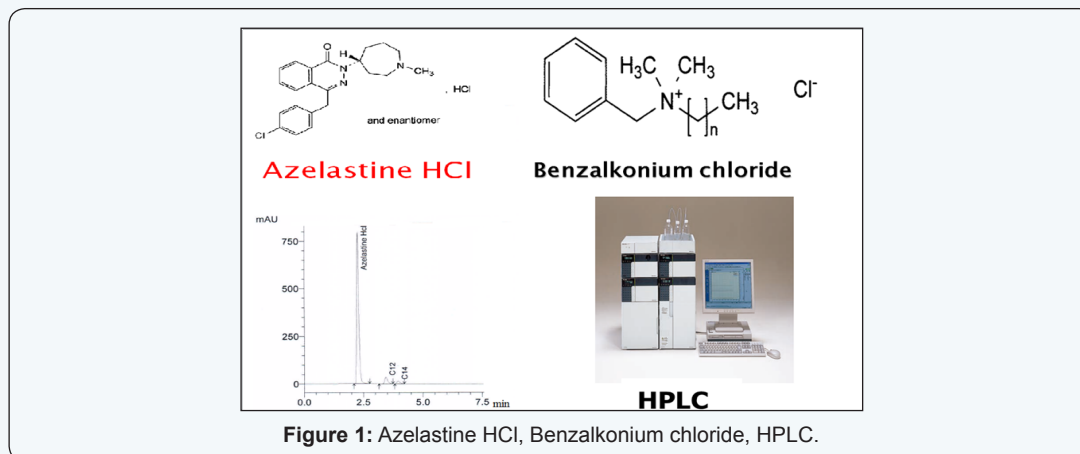 O
H
N
N
N
CH₃
. HCl
Cl
and enantiomer
Azelastine HCl
H₃C CH₃
N⁺
[ ]n
CH₃
Cl⁻
Benzalkonium chloride
mAU
750
500
250
0
Azelastine Hcl
C12
C14
0.0 2.5 5.0 7.5 min
HPLC
Figure 1: Azelastine HCl, Benzalkonium chloride, HPLC.